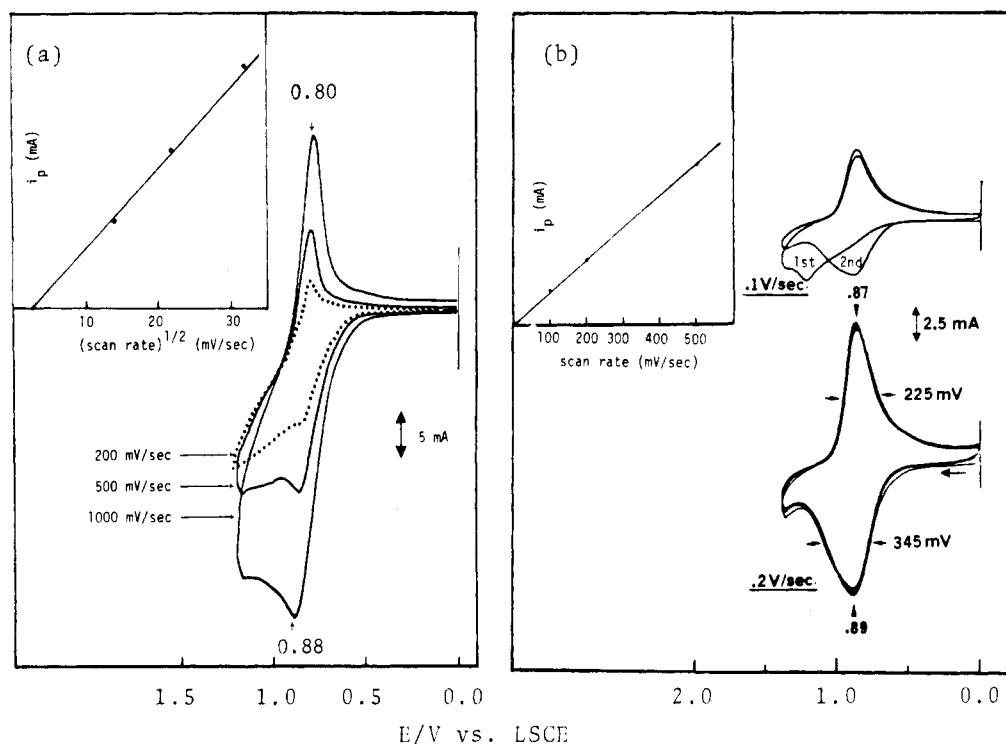 (a)
0.80
i_p (mA)
10 20 30
(scan rate)^1/2 (mV/sec)
5 mA
200 mV/sec
500 mV/sec
1000 mV/sec
0.88
1.5 1.0 0.5 0.0
(b)
i_p (mA)
100 200 300 400 500
scan rate (mV/sec)
1st 2nd
.1V/sec.
.87
2.5 mA
225 mV
345 mV
.2V/sec.
.89
2.0 1.0 0.0
E/V vs. LSCE